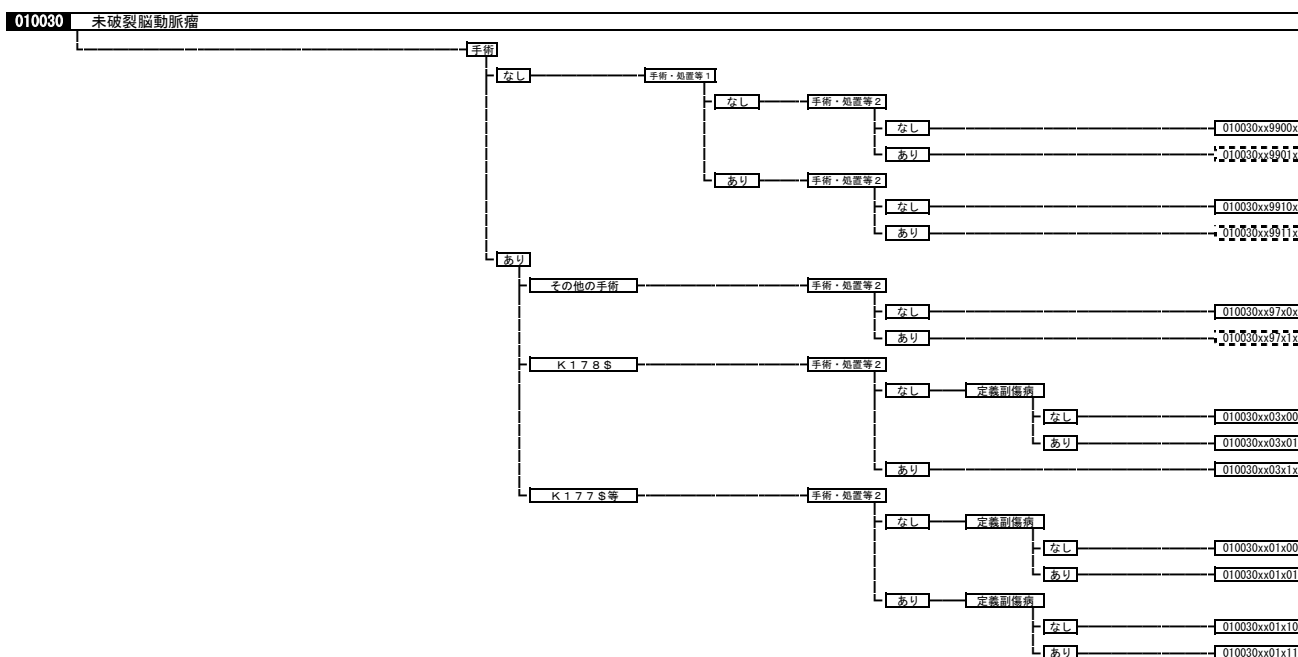 010030 未破裂脳動脈瘤
手術
なし 手術・処置等1
なし 手術・処置等2
なし 010030xx9900x
あり 010030xx9901x
あり 手術・処置等2
なし 010030xx9910x
あり 010030xx9911x
あり
その他の手術 手術・処置等2
なし 010030xx97x0x
あり 010030xx97x1x
K178$ 手術・処置等2
なし 定義副傷病
なし 010030xx03x00
あり 010030xx03x01
あり 010030xx03x1x
K177$等 手術・処置等2
なし 定義副傷病
なし 010030xx01x00
あり 010030xx01x01
あり 定義副傷病
なし 010030xx01x10
あり 010030xx01x11